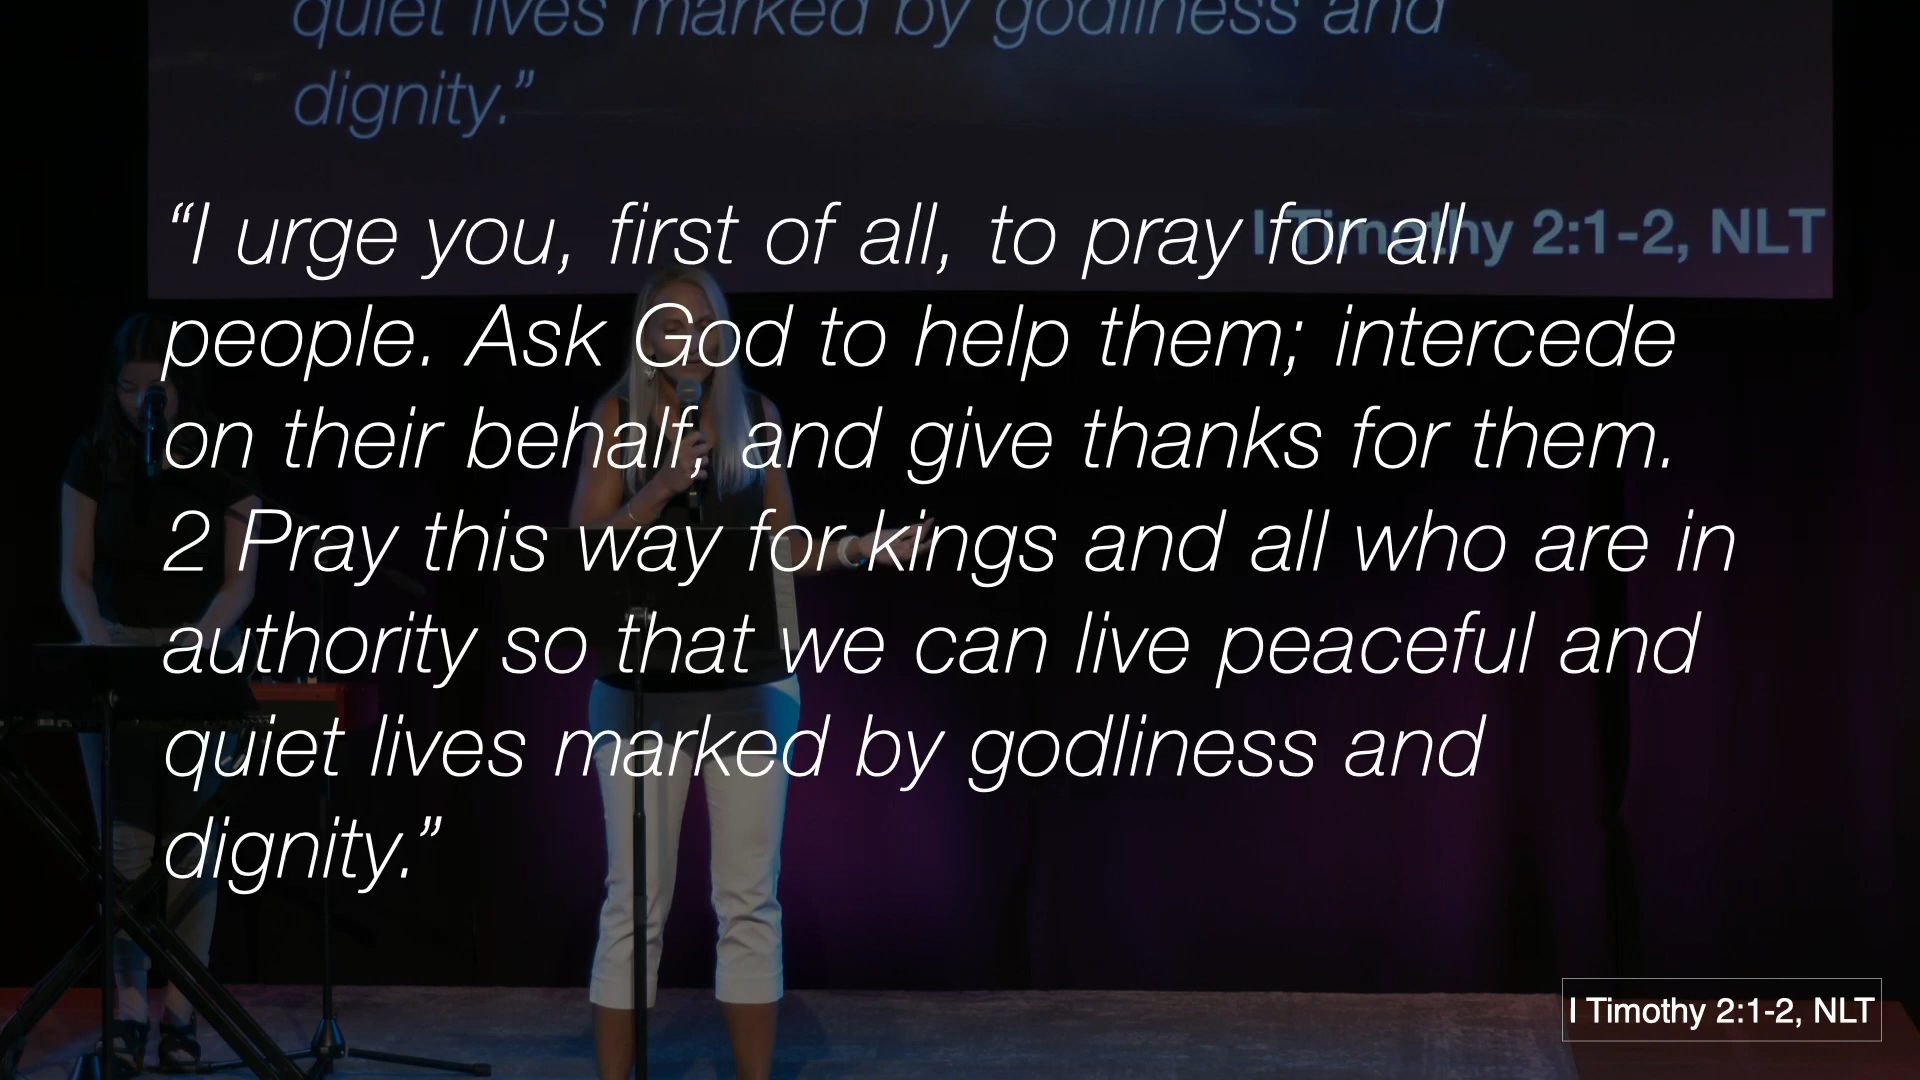 quiet lives marked by godliness and
dignity.”
I Timothy 2:1-2, NLT
“I urge you, first of all, to pray for all
people. Ask God to help them; intercede
on their behalf, and give thanks for them.
2 Pray this way for kings and all who are in
authority so that we can live peaceful and
quiet lives marked by godliness and
dignity.”
I Timothy 2:1-2, NLT